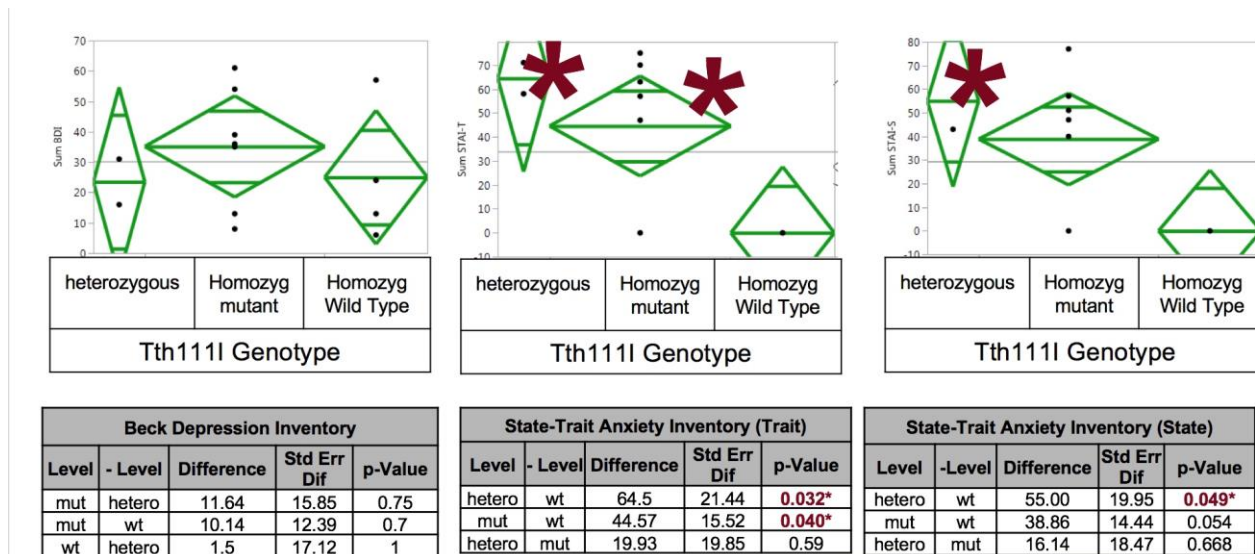 70
60
50
40
30
20
10
0
Sum BDI
heterozygous Homozyg mutant Homozyg Wild Type
Tth111I Genotype
70
60
50
40
30
20
10
0
-10
Sum STAI-T
* *
heterozygous Homozyg mutant Homozyg Wild Type
Tth111I Genotype
80
70
60
50
40
30
20
10
0
-10
Sum STAI-S
*
heterozygous Homozyg mutant Homozyg Wild Type
Tth111I Genotype
Beck Depression Inventory
Level - Level Difference Std Err Dif p-Value
mut hetero 11.64 15.85 0.75
mut wt 10.14 12.39 0.7
wt hetero 1.5 17.12 1
State-Trait Anxiety Inventory (Trait)
Level - Level Difference Std Err Dif p-Value
hetero wt 64.5 21.44 0.032*
mut wt 44.57 15.52 0.040*
hetero mut 19.93 19.85 0.59
State-Trait Anxiety Inventory (State)
Level -Level Difference Std Err Dif p-Value
hetero wt 55.00 19.95 0.049*
mut wt 38.86 14.44 0.054
hetero mut 16.14 18.47 0.668